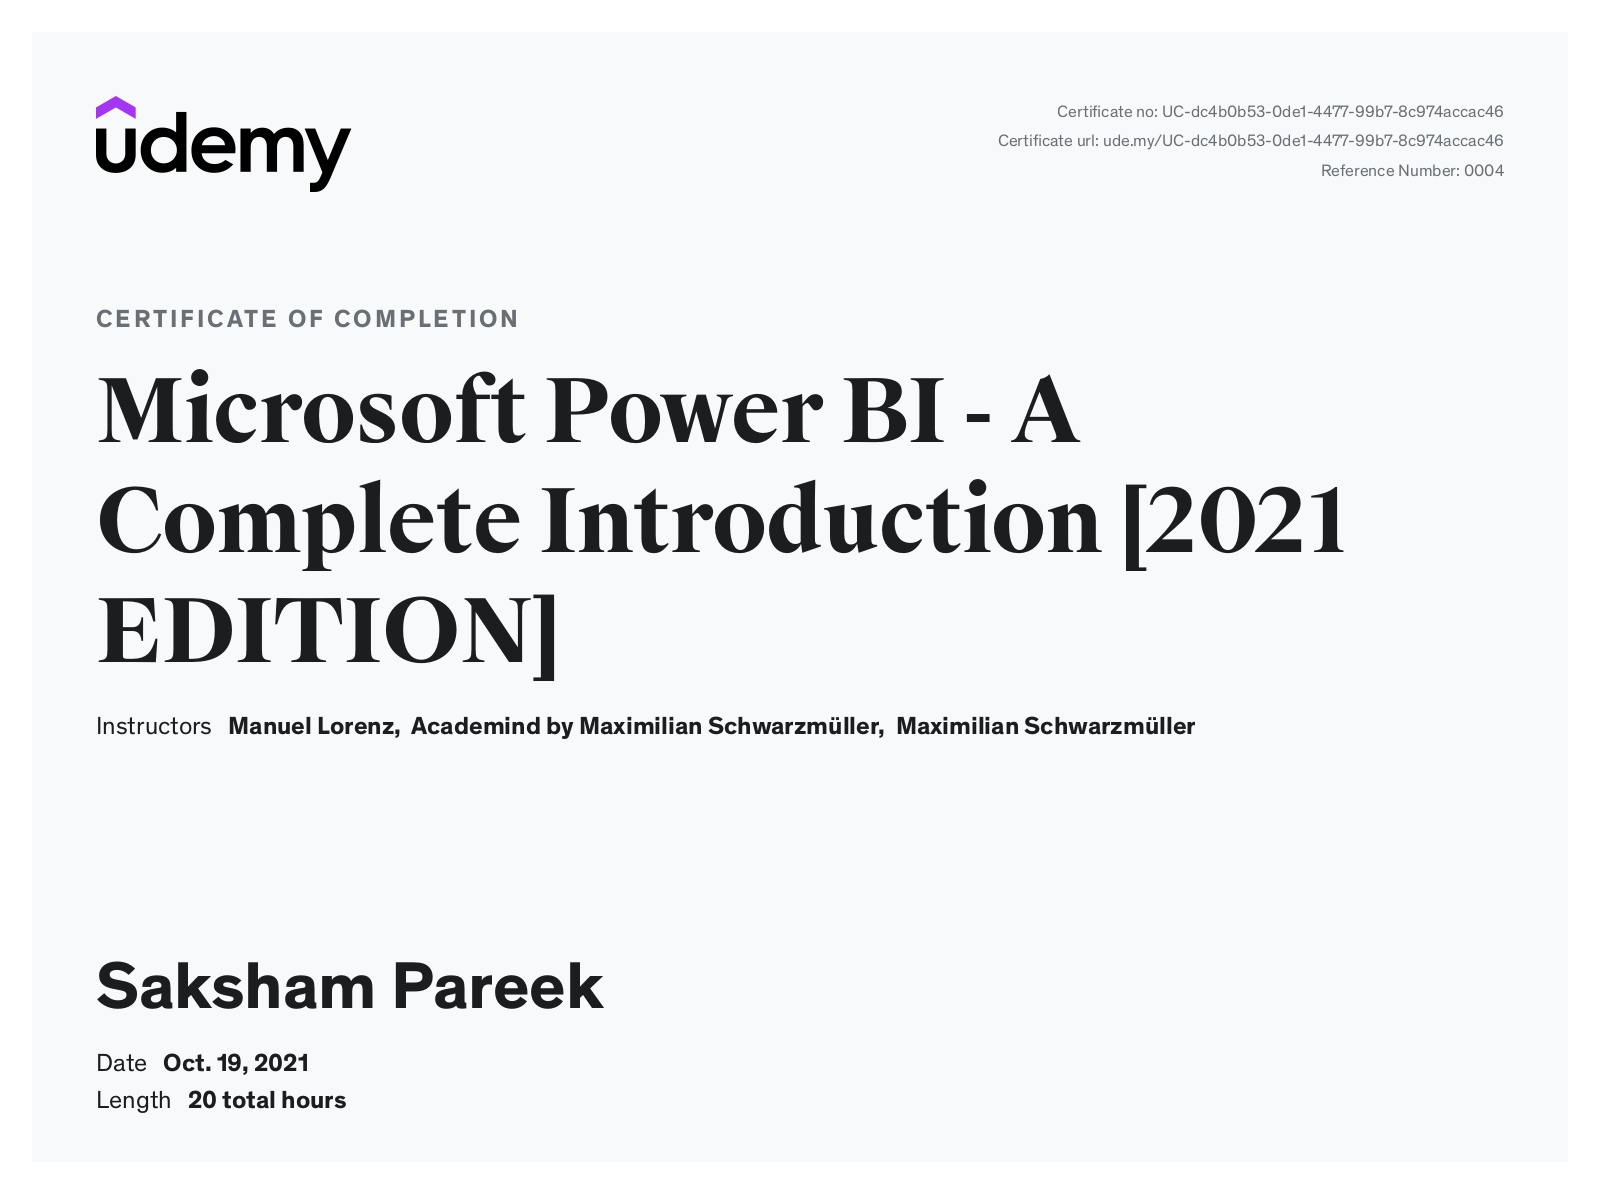 udemy
Certificate no: UC-dc4b0b53-0de1-4477-99b7-8c974accac46
Certificate url: ude.my/UC-dc4b0b53-0de1-4477-99b7-8c974accac46
Reference Number: 0004
CERTIFICATE OF COMPLETION
Microsoft Power BI - A
Complete Introduction [2021
EDITION]
Instructors Manuel Lorenz, Academind by Maximilian Schwarzmüller, Maximilian Schwarzmüller
Saksham Pareek
Date Oct. 19, 2021
Length 20 total hours